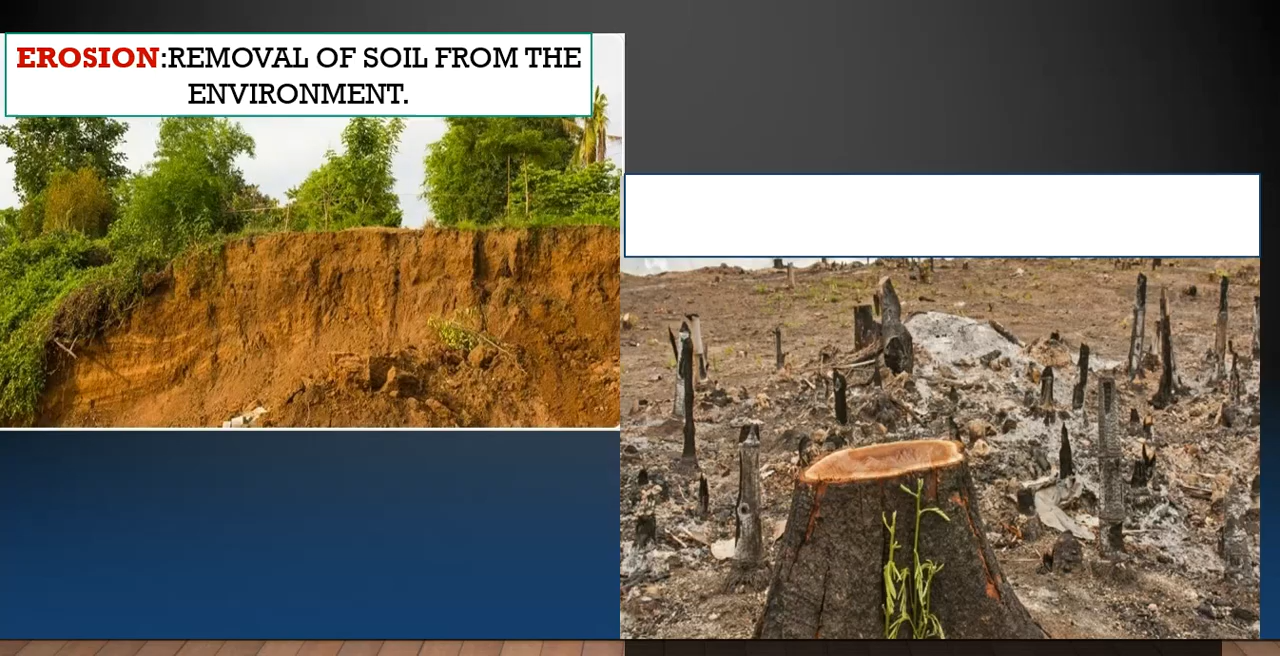 EROSION:REMOVAL OF SOIL FROM THE
ENVIRONMENT.